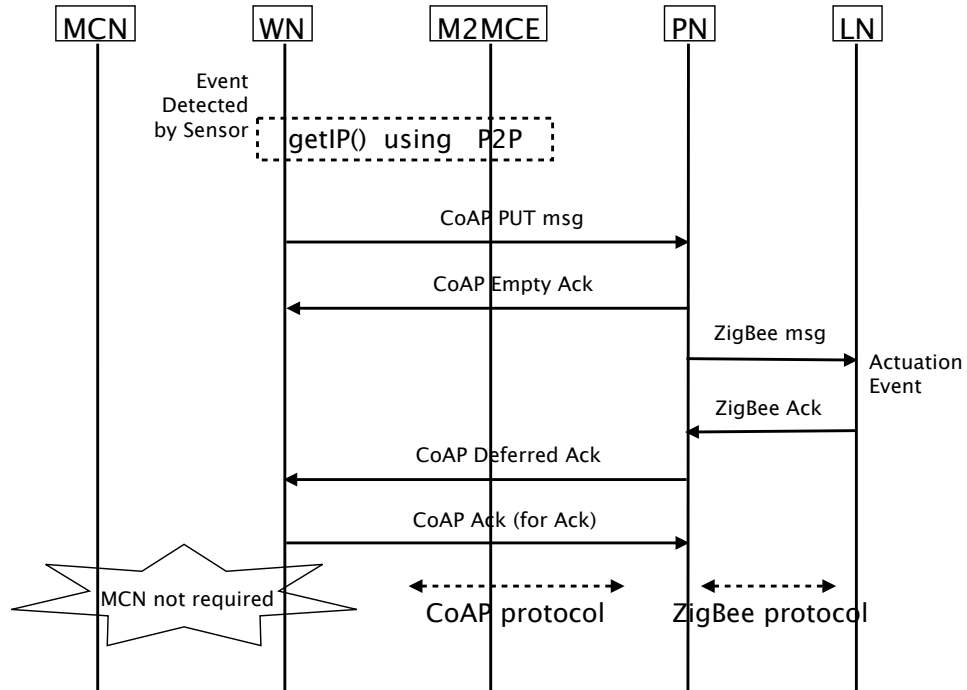 MCN WN M2MCE PN LN
Event
Detected
by Sensor
getIP() using P2P
CoAP PUT msg
CoAP Empty Ack
ZigBee msg
Actuation
Event
ZigBee Ack
CoAP Deferred Ack
CoAP Ack (for Ack)
MCN not required
CoAP protocol
ZigBee protocol